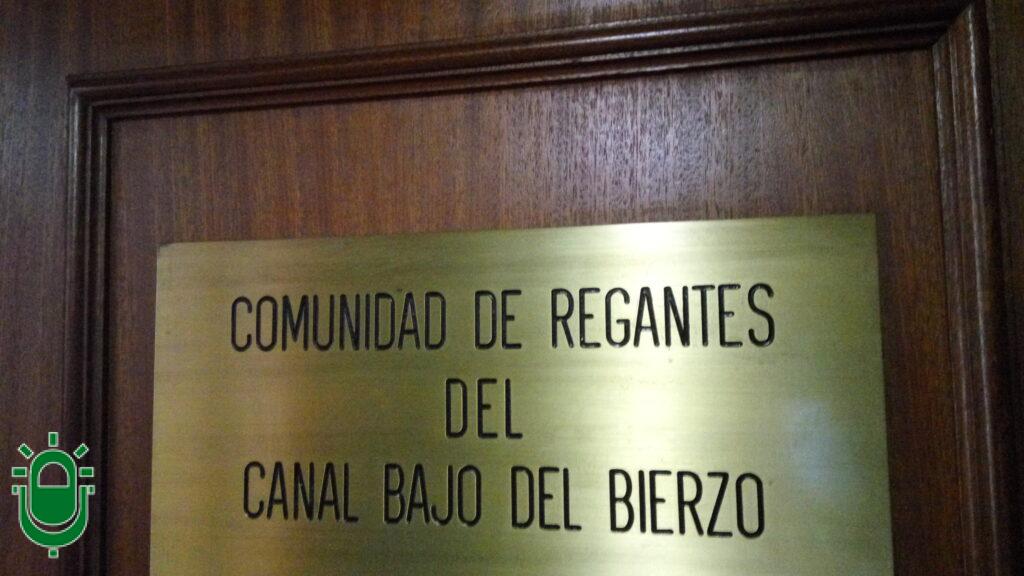 COMUNIDAD DE REGANTES
DEL
CANAL BAJO DEL BIERZO